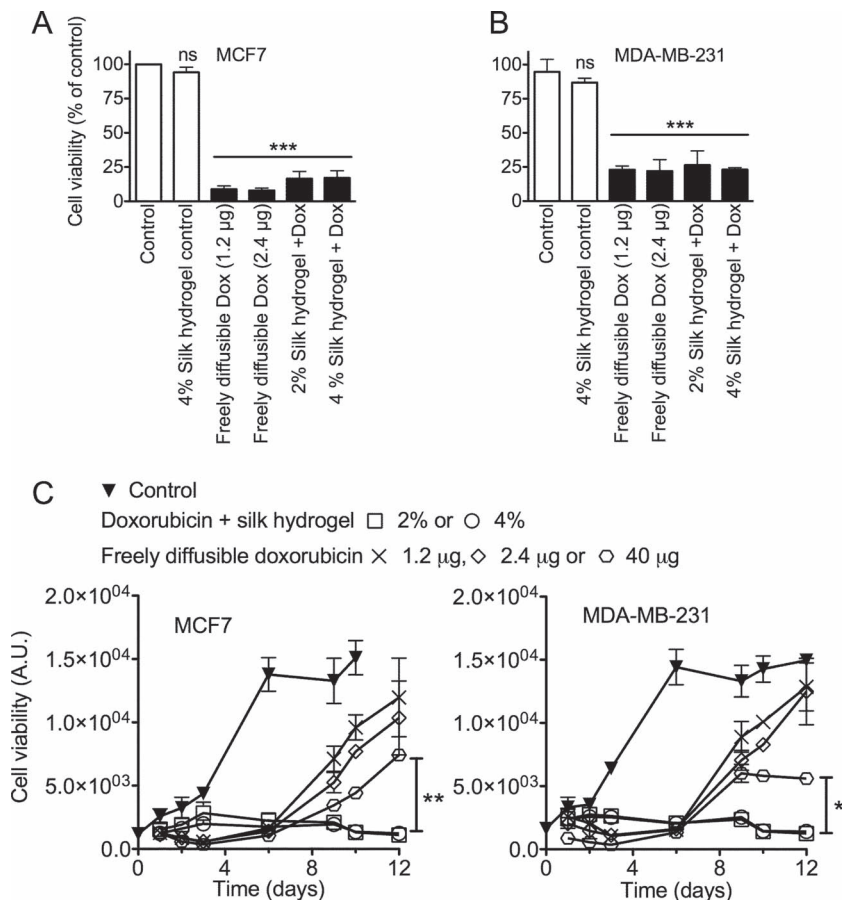 A
MCF7
Cell viability (% of control)
100
75
50
25
0
ns
***
Control
4% Silk hydrogel control
Freely diffusible Dox (1.2 µg)
Freely diffusible Dox (2.4 µg)
2% Silk hydrogel +Dox
4 % Silk hydrogel + Dox
B
MDA-MB-231
100
75
50
25
0
ns
***
Control
4% Silk hydrogel control
Freely diffusible Dox (1.2 µg)
Freely diffusible Dox (2.4 µg)
2% Silk hydrogel +Dox
4% Silk hydrogel + Dox
C
Control
Doxorubicin + silk hydrogel 2% or 4%
Freely diffusible doxorubicin 1.2 µg, 2.4 µg or 40 µg
Cell viability (A.U.)
2.0×10⁰⁴
1.5×10⁰⁴
1.0×10⁰⁴
5.0×10⁰³
0.0
MCF7
**
0 4 8 12
Time (days)
2.0×10⁰⁴
1.5×10⁰⁴
1.0×10⁰⁴
5.0×10⁰³
0.0
MDA-MB-231
*
0 4 8 12
Time (days)